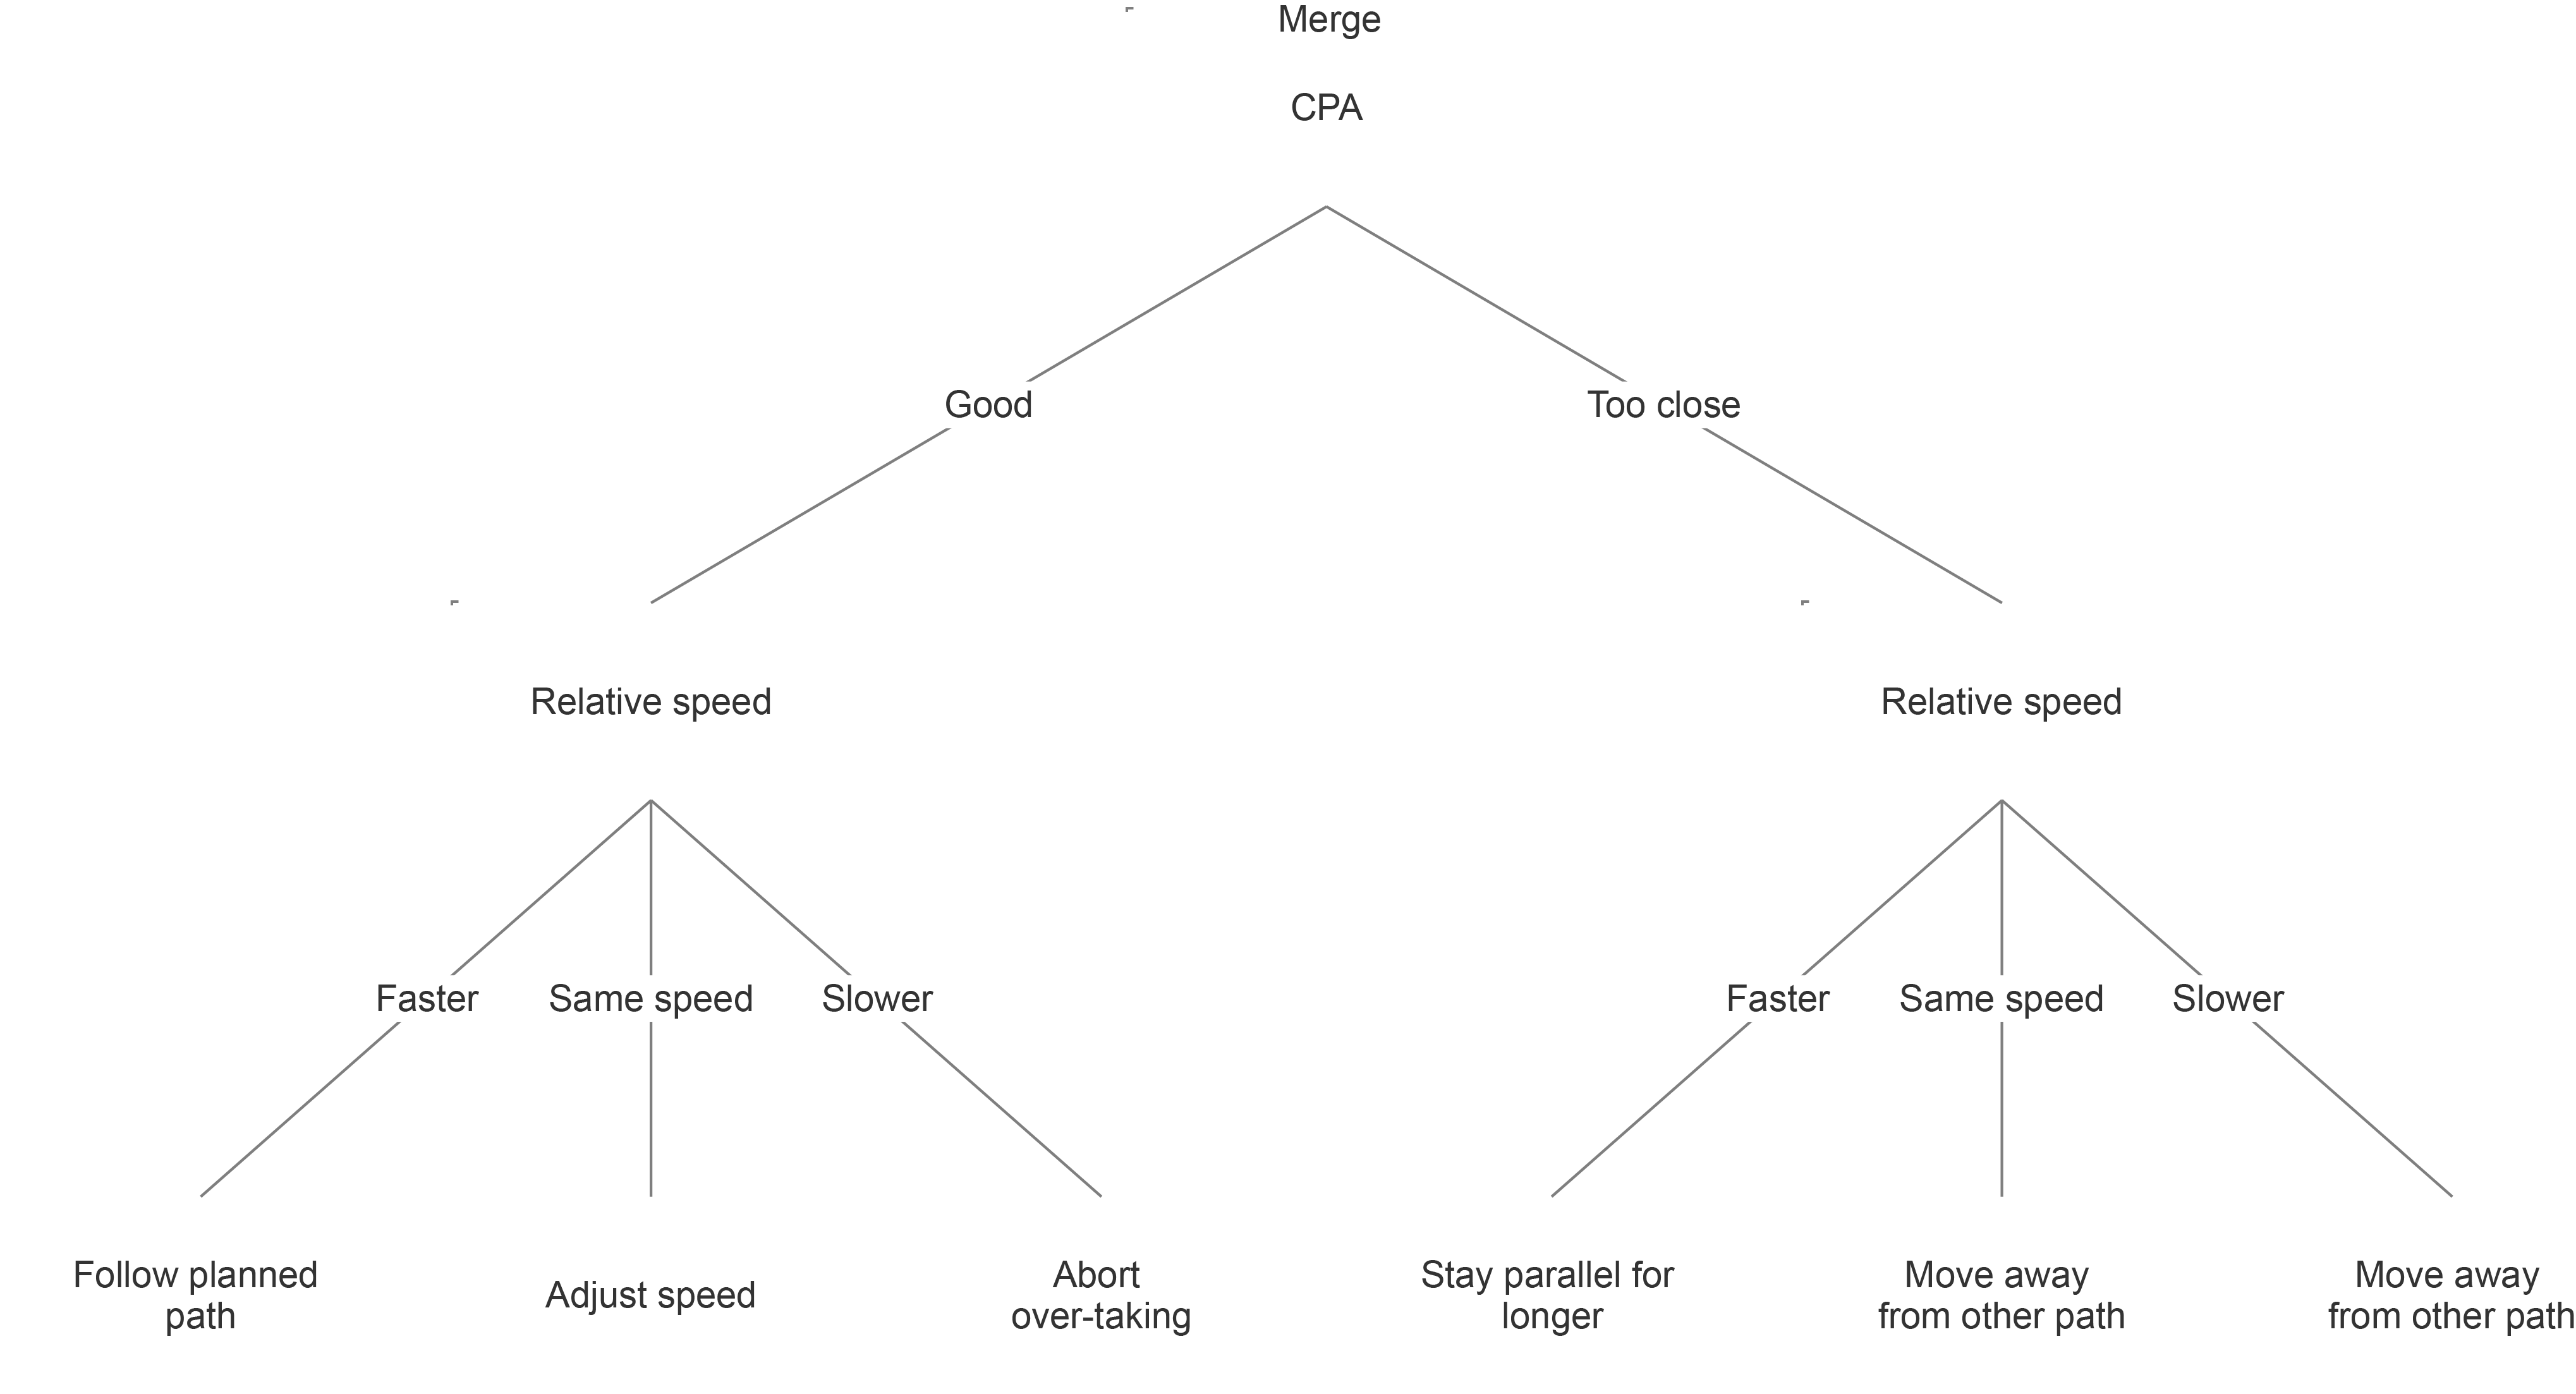 Merge
CPA
Good
Too close
Relative speed
Relative speed
Faster
Same speed
Slower
Faster
Same speed
Slower
Follow planned
path
Adjust speed
Abort
over-taking
Stay parallel for
longer
Move away
from other path
Move away
from other path